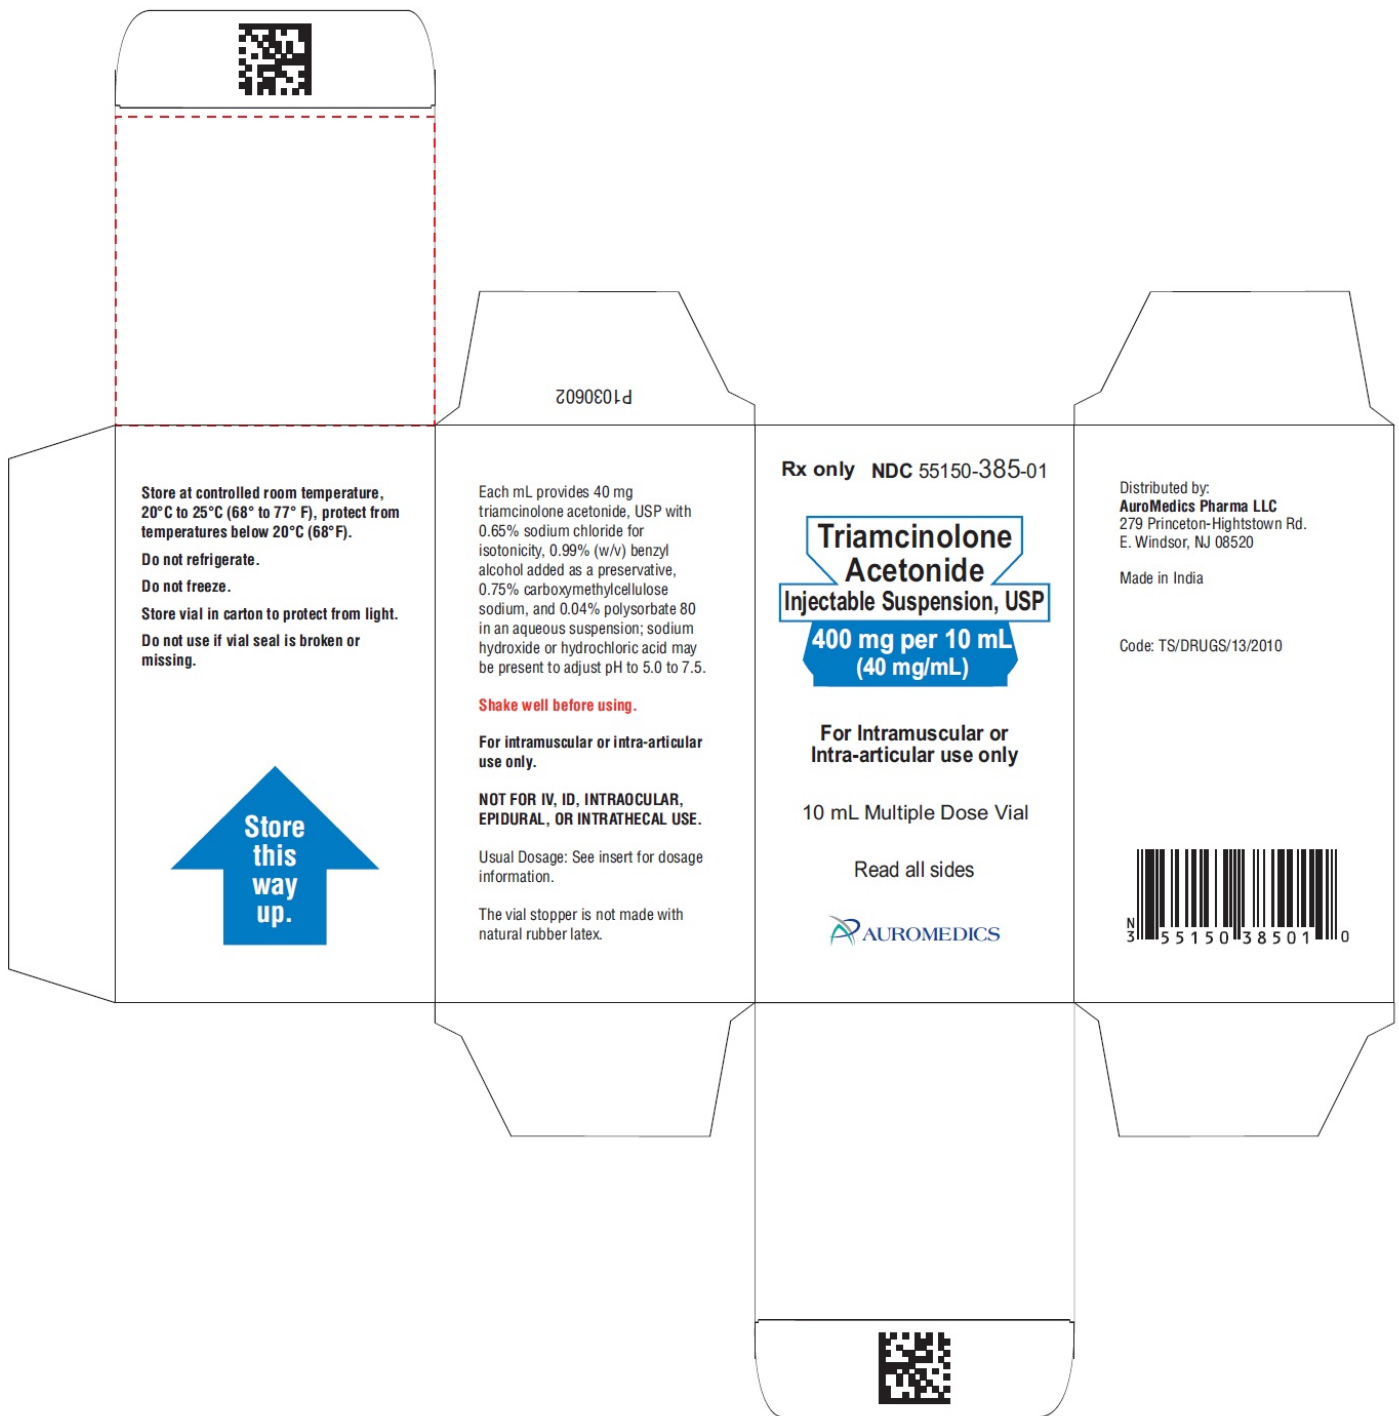 P1030602
Store at controlled room temperature,
20°C to 25°C (68° to 77° F), protect from
temperatures below 20°C (68°F).
Do not refrigerate.
Do not freeze.
Store vial in carton to protect from light.
Do not use if vial seal is broken or
missing.
Store
this
way
up.
Each mL provides 40 mg
triamcinolone acetonide, USP with
0.65% sodium chloride for
isotonicity, 0.99% (w/v) benzyl
alcohol added as a preservative,
0.75% carboxymethylcellulose
sodium, and 0.04% polysorbate 80
in an aqueous suspension; sodium
hydroxide or hydrochloric acid may
be present to adjust pH to 5.0 to 7.5.
Shake well before using.
For intramuscular or intra-articular
use only.
NOT FOR IV, ID, INTRAOCULAR,
EPIDURAL, OR INTRATHECAL USE.
Usual Dosage: See insert for dosage
information.
The vial stopper is not made with
natural rubber latex.
Rx only NDC 55150-385-01
Triamcinolone
Acetonide
Injectable Suspension, USP
400 mg per 10 mL
(40 mg/mL)
For Intramuscular or
Intra-articular use only
10 mL Multiple Dose Vial
Read all sides
AUROMEDICS
Distributed by:
AuroMedics Pharma LLC
279 Princeton-Hightstown Rd.
E. Windsor, NJ 08520
Made in India
Code: TS/DRUGS/13/2010
N
3 55150 38501 0